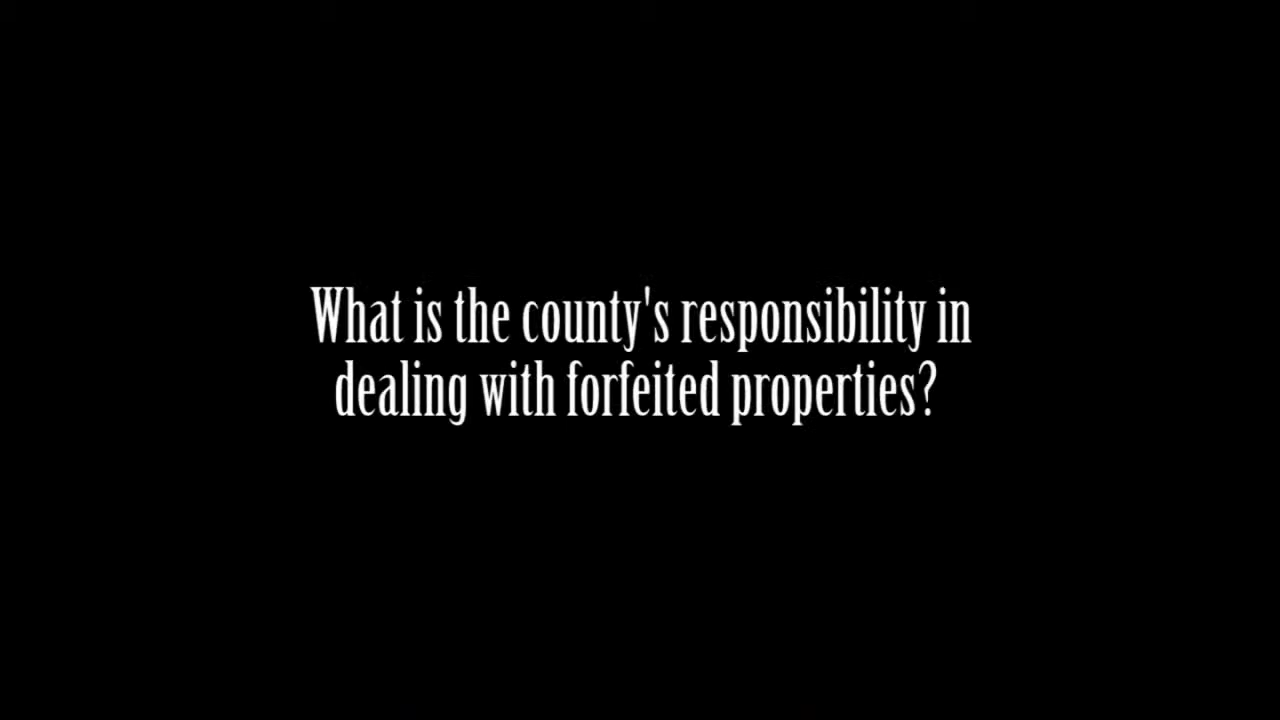 What is the county's responsibility in
dealing with forfeited properties?